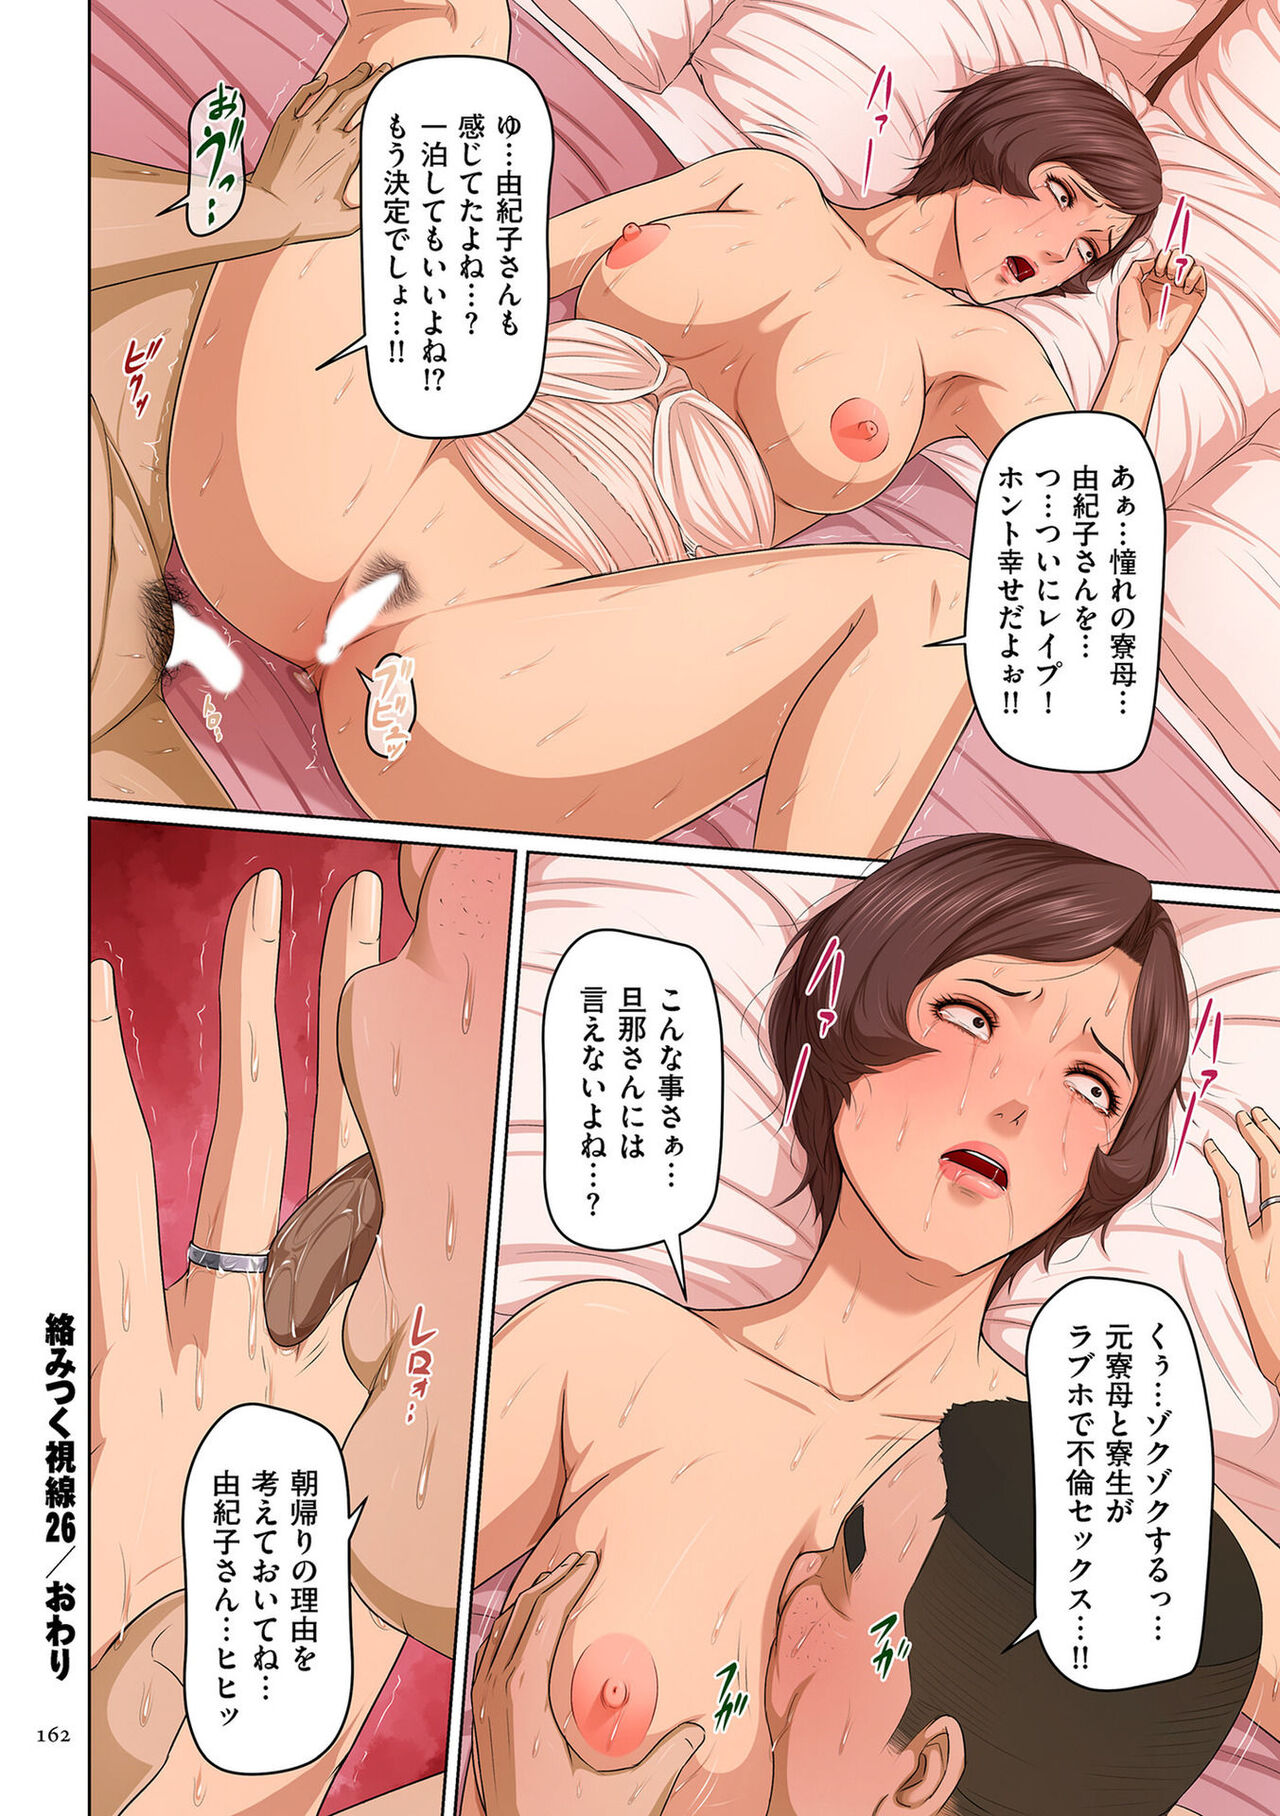 あぁ…憧れの寮母…
由紀子さんを…
つ…ついにレイプ！
ホント幸せだよぉ!!
ゆ…由紀子さんも
感じてたよね…？
一泊してもいいよね!?
もう決定でしょ…!!
おうっ…
ビクッ
ハァ
ハァ
ブビュッ
トロ…
くぅ…ゾクゾクするっ…
元寮母と寮生が
ラブホで不倫セックス…!!
こんな事さぁ…
旦那さんには
言えないよね…？
ハァ
ハァ
フガ!
フガ!
レロォ…
朝帰りの理由を
考えておいてね…
由紀子さん…ヒヒッ
絡みつく視線26／おわり
162